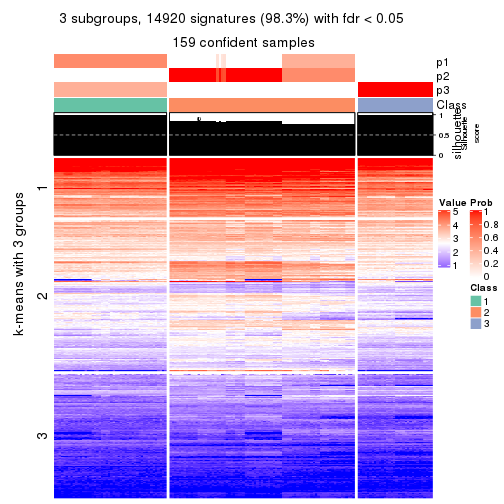 3 subgroups, 14920 signatures (98.3%) with fdr < 0.05
159 confident samples
p1
p2
p3
Class
1
0.5
0
silhouette
Silhouette
score
k-means with 3 groups
1
2
3
Value
5
4
3
2
1
Prob
1
0.8
0.6
0.4
0.2
0
Class
1
2
3